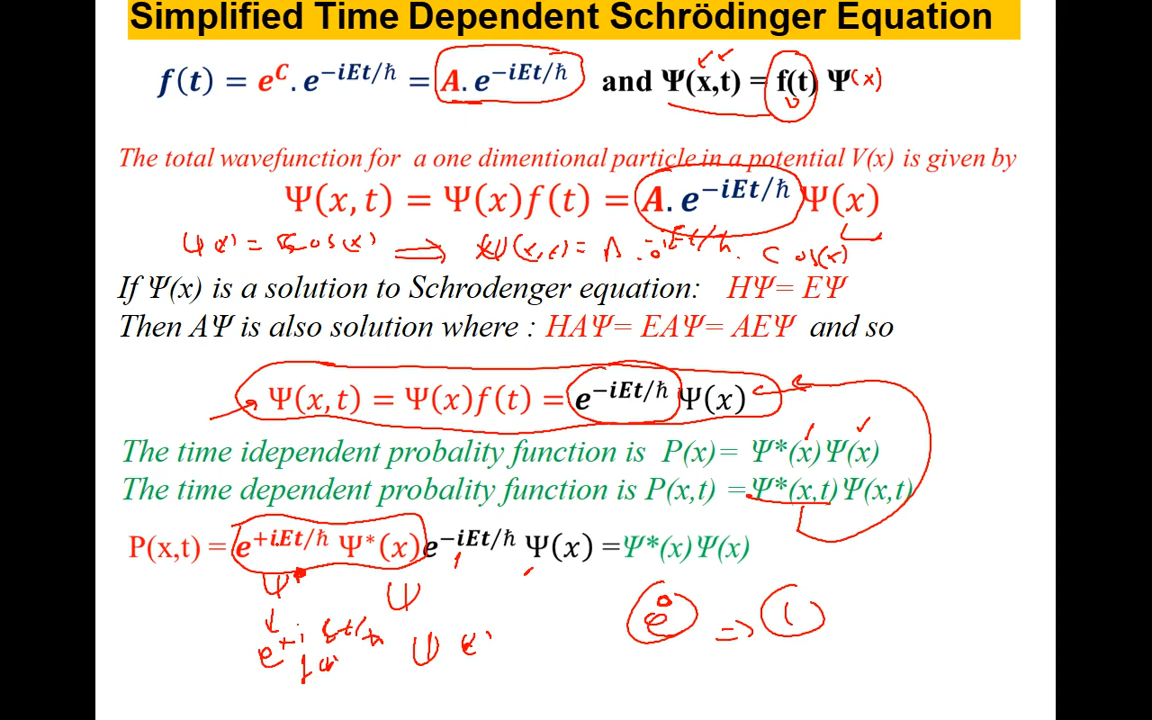 Simplified Time Dependent Schrödinger Equation
f(t) = e^C . e^{−iEt/ħ} = A. e^{−iEt/ħ} and Ψ(x,t) = f(t) Ψ(x)
The total wavefunction for a one dimentional particle in a potential V(x) is given by
Ψ(x, t) = Ψ(x)f(t) = A. e^{−iEt/ħ} Ψ(x)
If Ψ(x) is a solution to Schrodenger equation: HΨ= EΨ
Then AΨ is also solution where : HAΨ= EAΨ= AEΨ and so
Ψ(x, t) = Ψ(x)f(t) = e^{−iEt/ħ} Ψ(x)
The time idependent probality function is P(x)= Ψ*(x)Ψ(x)
The time dependent probality function is P(x,t) =Ψ*(x,t)Ψ(x,t)
P(x,t) = e^{+iEt/ħ} Ψ*(x)e^{−iEt/ħ} Ψ(x) =Ψ*(x)Ψ(x)
Ψ* Ψ
e^0 => 1